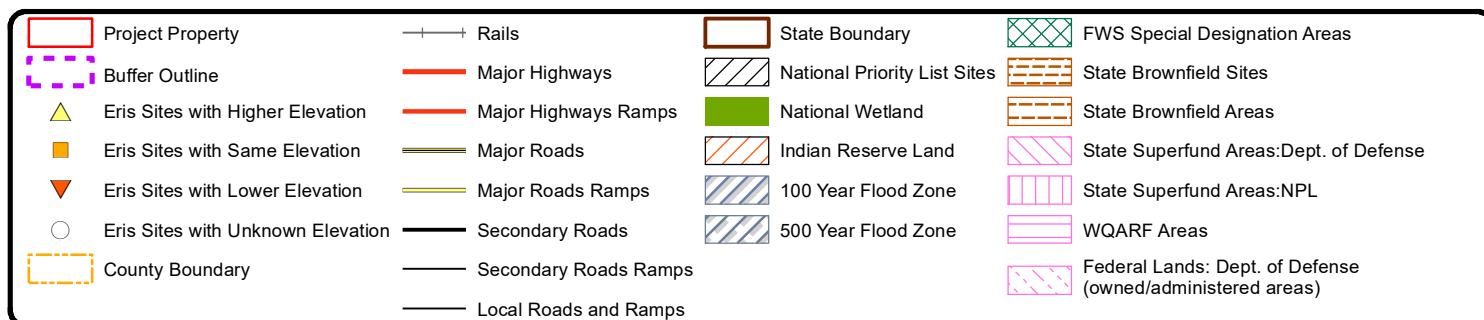 Project Property
Buffer Outline
Eris Sites with Higher Elevation
Eris Sites with Same Elevation
Eris Sites with Lower Elevation
Eris Sites with Unknown Elevation
County Boundary
Rails
Major Highways
Major Highways Ramps
Major Roads
Major Roads Ramps
Secondary Roads
Secondary Roads Ramps
Local Roads and Ramps
State Boundary
National Priority List Sites
National Wetland
Indian Reserve Land
100 Year Flood Zone
500 Year Flood Zone
FWS Special Designation Areas
State Brownfield Sites
State Brownfield Areas
State Superfund Areas:Dept. of Defense
State Superfund Areas:NPL
WQARF Areas
Federal Lands: Dept. of Defense
(owned/administered areas)